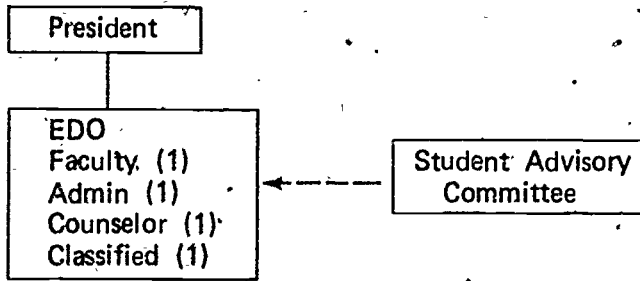 President
EDO
Faculty (1)
Admin (1)
Counselor (1)
Classified (1)
Student Advisory
Committee